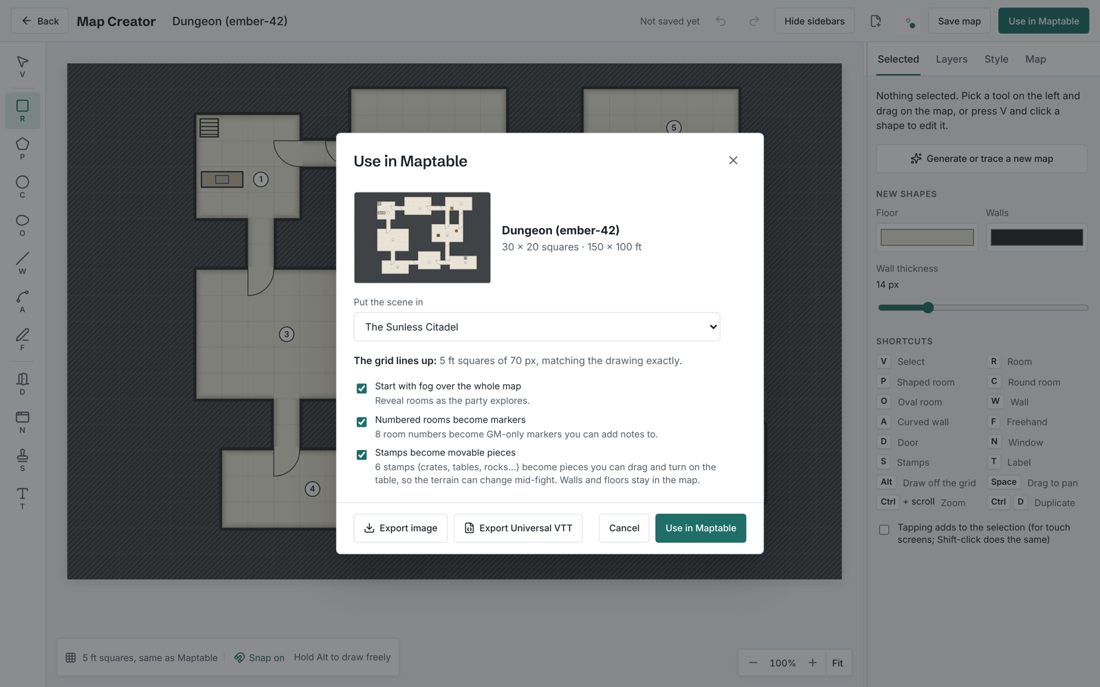 Back
Map Creator
Dungeon (ember-42)
Not saved yet
Hide sidebars
Save map
Use in Maptable
V
R
P
C
O
W
A
F
D
N
S
T
1
3
4
5
Use in Maptable
Dungeon (ember-42)
30 × 20 squares · 150 × 100 ft
Put the scene in
The Sunless Citadel
The grid lines up: 5 ft squares of 70 px, matching the drawing exactly.
Start with fog over the whole map
Reveal rooms as the party explores.
Numbered rooms become markers
8 room numbers become GM-only markers you can add notes to.
Stamps become movable pieces
6 stamps (crates, tables, rocks...) become pieces you can drag and turn on the
table, so the terrain can change mid-fight. Walls and floors stay in the map.
Export image
Export Universal VTT
Cancel
Use in Maptable
Selected
Layers
Style
Map
Nothing selected. Pick a tool on the left and
drag on the map, or press V and click a
shape to edit it.
Generate or trace a new map
NEW SHAPES
Floor
Walls
Wall thickness
14 px
SHORTCUTS
V Select R Room
P Shaped room C Round room
O Oval room W Wall
A Curved wall F Freehand
D Door N Window
S Stamps T Label
Alt Draw off the grid Space Drag to pan
Ctrl + scroll Zoom Ctrl D Duplicate
Tapping adds to the selection (for touch
screens; Shift-click does the same)
5 ft squares, same as Maptable
Snap on
Hold Alt to draw freely
100%
Fit